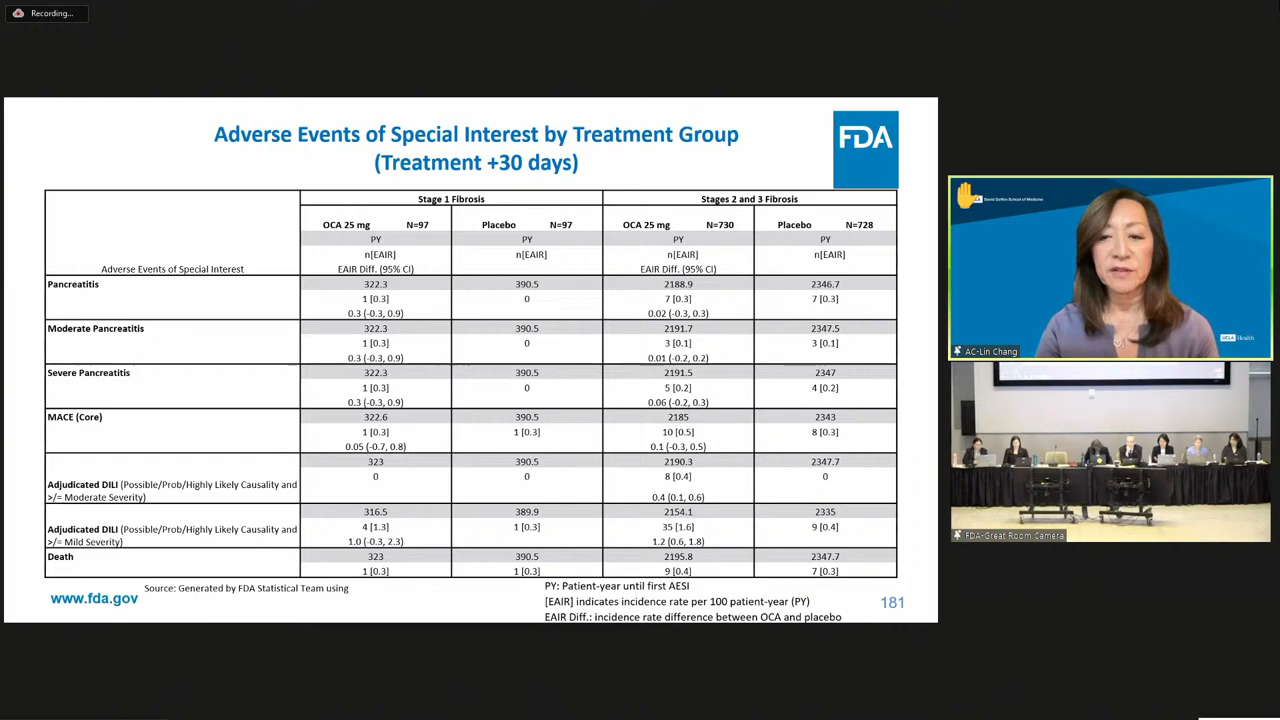 Recording...
Adverse Events of Special Interest by Treatment Group
(Treatment +30 days)
FDA
Stage 1 Fibrosis
Stages 2 and 3 Fibrosis
Adverse Events of Special Interest
OCA 25 mg N=97
Placebo N=97
OCA 25 mg N=730
Placebo N=728
PY
PY
PY
n[EAIR]
n[EAIR]
n[EAIR]
n[EAIR]
EAIR Diff. (95% CI)
EAIR Diff. (95% CI)
Pancreatitis
322.3 390.5 2188.9 2346.7
1 [0.3] 0 7 [0.3] 7 [0.3]
0.3 (-0.3, 0.9) 0.02 (-0.3, 0.3)
Moderate Pancreatitis
322.3 390.5 2191.7 2347.5
1 [0.3] 0 3 [0.1] 3 [0.1]
0.3 (-0.3, 0.9) 0.01 (-0.2, 0.2)
Severe Pancreatitis
322.3 390.5 2191.5 2347
1 [0.3] 0 5 [0.2] 4 [0.2]
0.3 (-0.3, 0.9) 0.06 (-0.2, 0.3)
MACE (Core)
322.6 390.5 2185 2343
1 [0.3] 1 [0.3] 10 [0.5] 8 [0.3]
0.05 (-0.7, 0.8) 0.1 (-0.3, 0.5)
Adjudicated DILI (Possible/Prob/Highly Likely Causality and
>/= Moderate Severity)
323 390.5 2190.3 2347.7
0 0 8 [0.4] 0
0.4 (0.1, 0.6)
Adjudicated DILI (Possible/Prob/Highly Likely Causality and
>/= Mild Severity)
316.5 389.9 2154.1 2335
4 [1.3] 1 [0.3] 35 [1.6] 9 [0.4]
1.0 (-0.3, 2.3) 1.2 (0.6, 1.8)
Death
323 390.5 2195.8 2347.7
1 [0.3] 1 [0.3] 9 [0.4] 7 [0.3]
Source: Generated by FDA Statistical Team using
www.fda.gov
PY: Patient-year until first AESI
[EAIR] indicates incidence rate per 100 patient-year (PY)
EAIR Diff.: incidence rate difference between OCA and placebo
181
David Geffen School of Medicine
UCLA Health
AC-Lin Chang
FDA-Great Room Camera